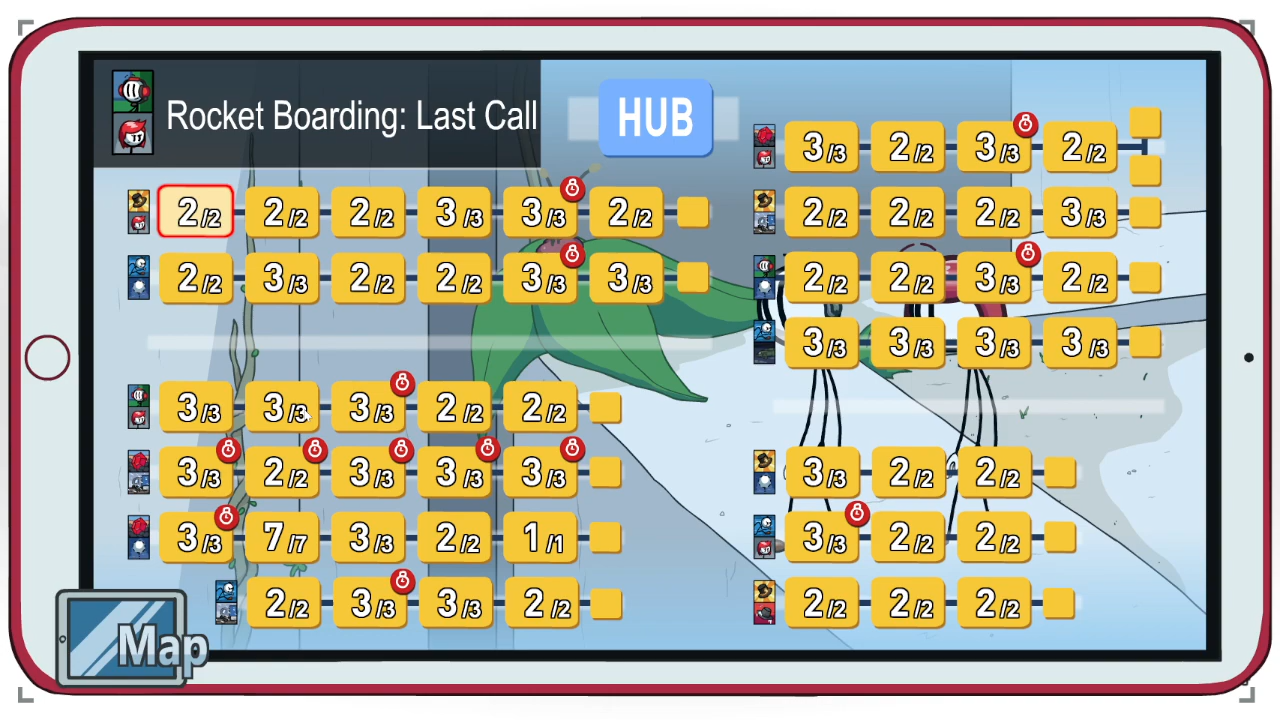 Rocket Boarding: Last Call
HUB
2/2 2/2 2/2 3/3 3/3 2/2
2/2 3/3 2/2 2/2 3/3 3/3
3/3 3/3 3/3 2/2 2/2
3/3 2/2 3/3 3/3 3/3
3/3 7/7 3/3 2/2 1/1
2/2 3/3 3/3 2/2
Map
3/3 2/2 3/3 2/2
2/2 2/2 2/2 3/3
2/2 2/2 3/3 2/2
3/3 3/3 3/3 3/3
3/3 2/2 2/2
3/3 2/2 2/2
2/2 2/2 2/2